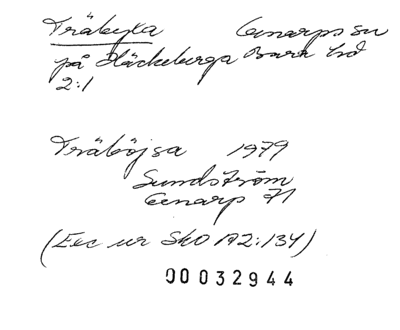 Träbyxa Genarps sn
på Häckeberga Bara hd
2:1
Träböjsa 1979
Sundström
Genarp 71
(Exc ur SkO A2:134)
00032944